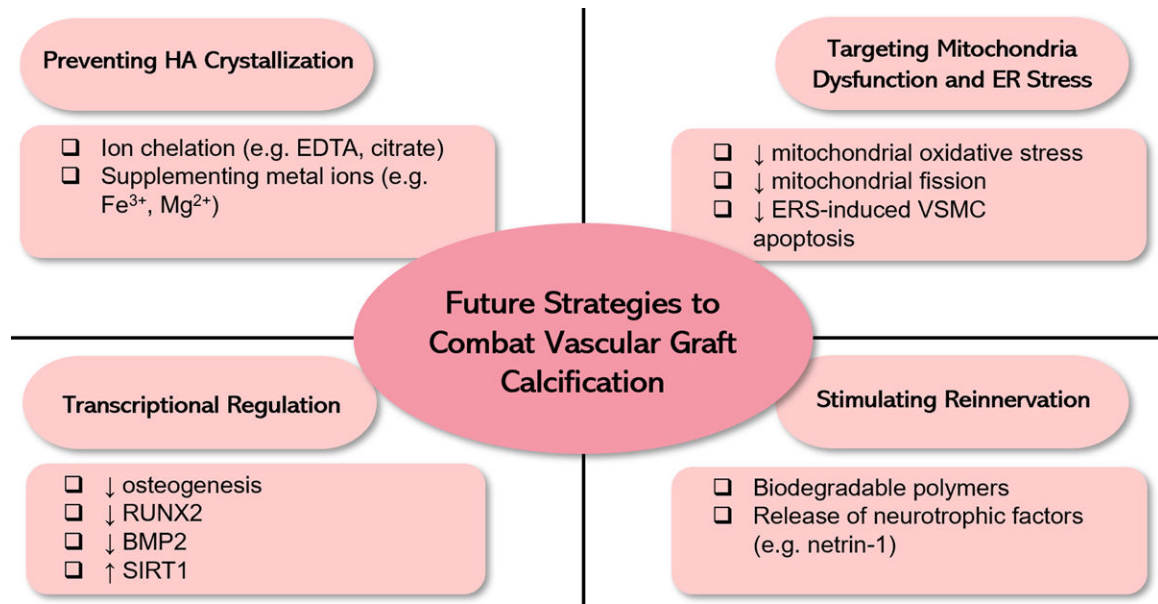 Preventing HA Crystallization
❑ Ion chelation (e.g. EDTA, citrate)
❑ Supplementing metal ions (e.g.
Fe³⁺, Mg²⁺)
Targeting Mitochondria
Dysfunction and ER Stress
❑ ↓ mitochondrial oxidative stress
❑ ↓ mitochondrial fission
❑ ↓ ERS-induced VSMC
apoptosis
Future Strategies to
Combat Vascular Graft
Calcification
Transcriptional Regulation
❑ ↓ osteogenesis
❑ ↓ RUNX2
❑ ↓ BMP2
❑ ↑ SIRT1
Stimulating Reinnervation
❑ Biodegradable polymers
❑ Release of neurotrophic factors
(e.g. netrin-1)